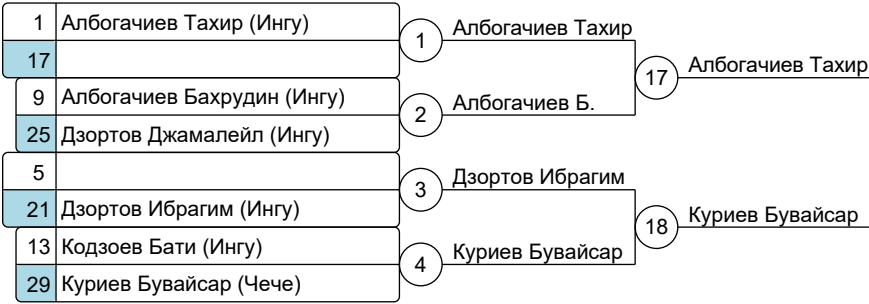 1 Албогачиев Тахир (Ингу)
17
9 Албогачиев Бахрудин (Ингу)
25 Дзортов Джамалейл (Ингу)
5
21 Дзортов Ибрагим (Ингу)
13 Кодзоев Бати (Ингу)
29 Куриев Бувайсар (Чече)
1 Албогачиев Тахир
2 Албогачиев Б.
3 Дзортов Ибрагим
4 Куриев Бувайсар
17 Албогачиев Тахир
18 Куриев Бувайсар